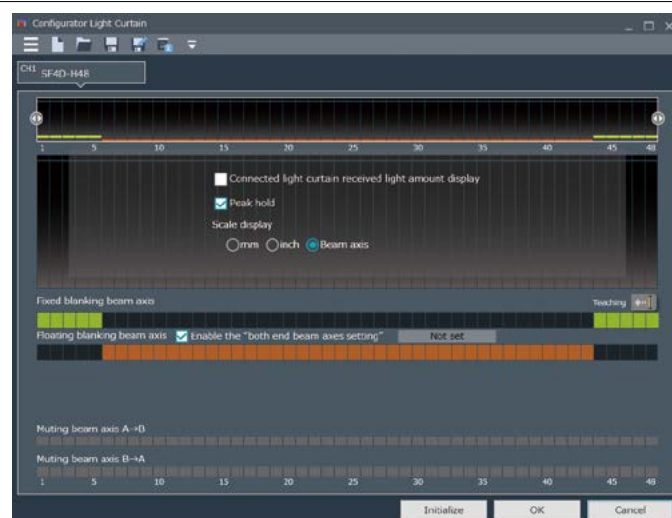 Configurator Light Curtain
CH1 SF4D-H48
1 5 10 15 20 25 30 35 40 45 48
Connected light curtain received light amount display
Peak hold
Scale display
mm inch Beam axis
Fixed blanking beam axis Teaching
Floating blanking beam axis Enable the "both end beam axes setting" Not set
Muting beam axis A→B
Muting beam axis B→A
1 5 10 15 20 25 30 35 40 45 48
Initialize OK Cancel